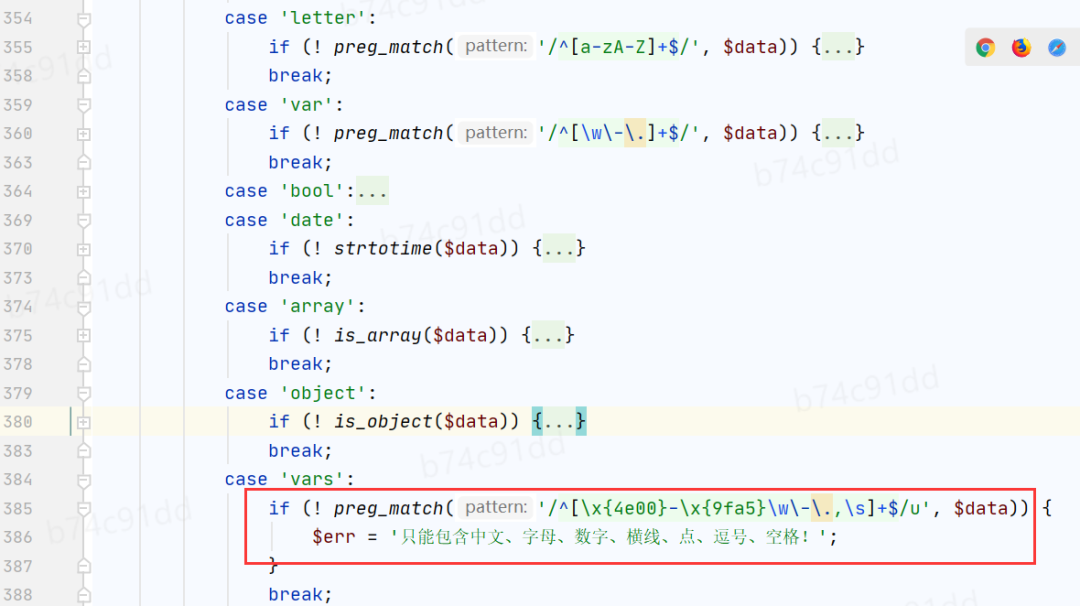 354 case 'letter':
355 if (! preg_match( pattern: '/^[a-zA-Z]+$/', $data)) {...}
358 break;
359 case 'var':
360 if (! preg_match( pattern: '/^[\w\-\.]+$/', $data)) {...}
363 break;
364 case 'bool':...
369 case 'date':
370 if (! strtotime($data)) {...}
373 break;
374 case 'array':
375 if (! is_array($data)) {...}
378 break;
379 case 'object':
380 if (! is_object($data)) {...}
383 break;
384 case 'vars':
385 if (! preg_match( pattern: '/^[\x{4e00}-\x{9fa5}\w\-\.,\s]+$/u', $data)) {
386 $err = '只能包含中文、字母、数字、横线、点、逗号、空格！';
387 }
388 break;
b74c91dd
b74c91dd
b74c91dd
b74c91dd
b74c91dd
b74c91dd